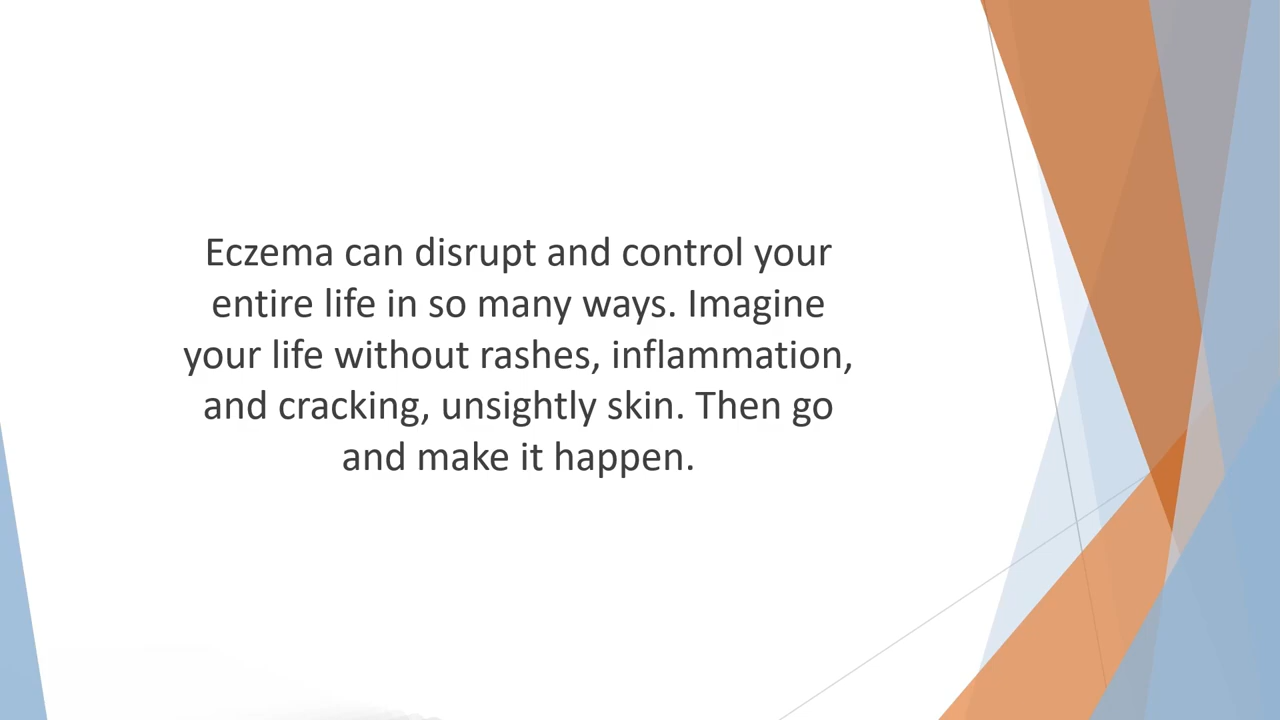 Eczema can disrupt and control your
entire life in so many ways. Imagine
your life without rashes, inflammation,
and cracking, unsightly skin. Then go
and make it happen.